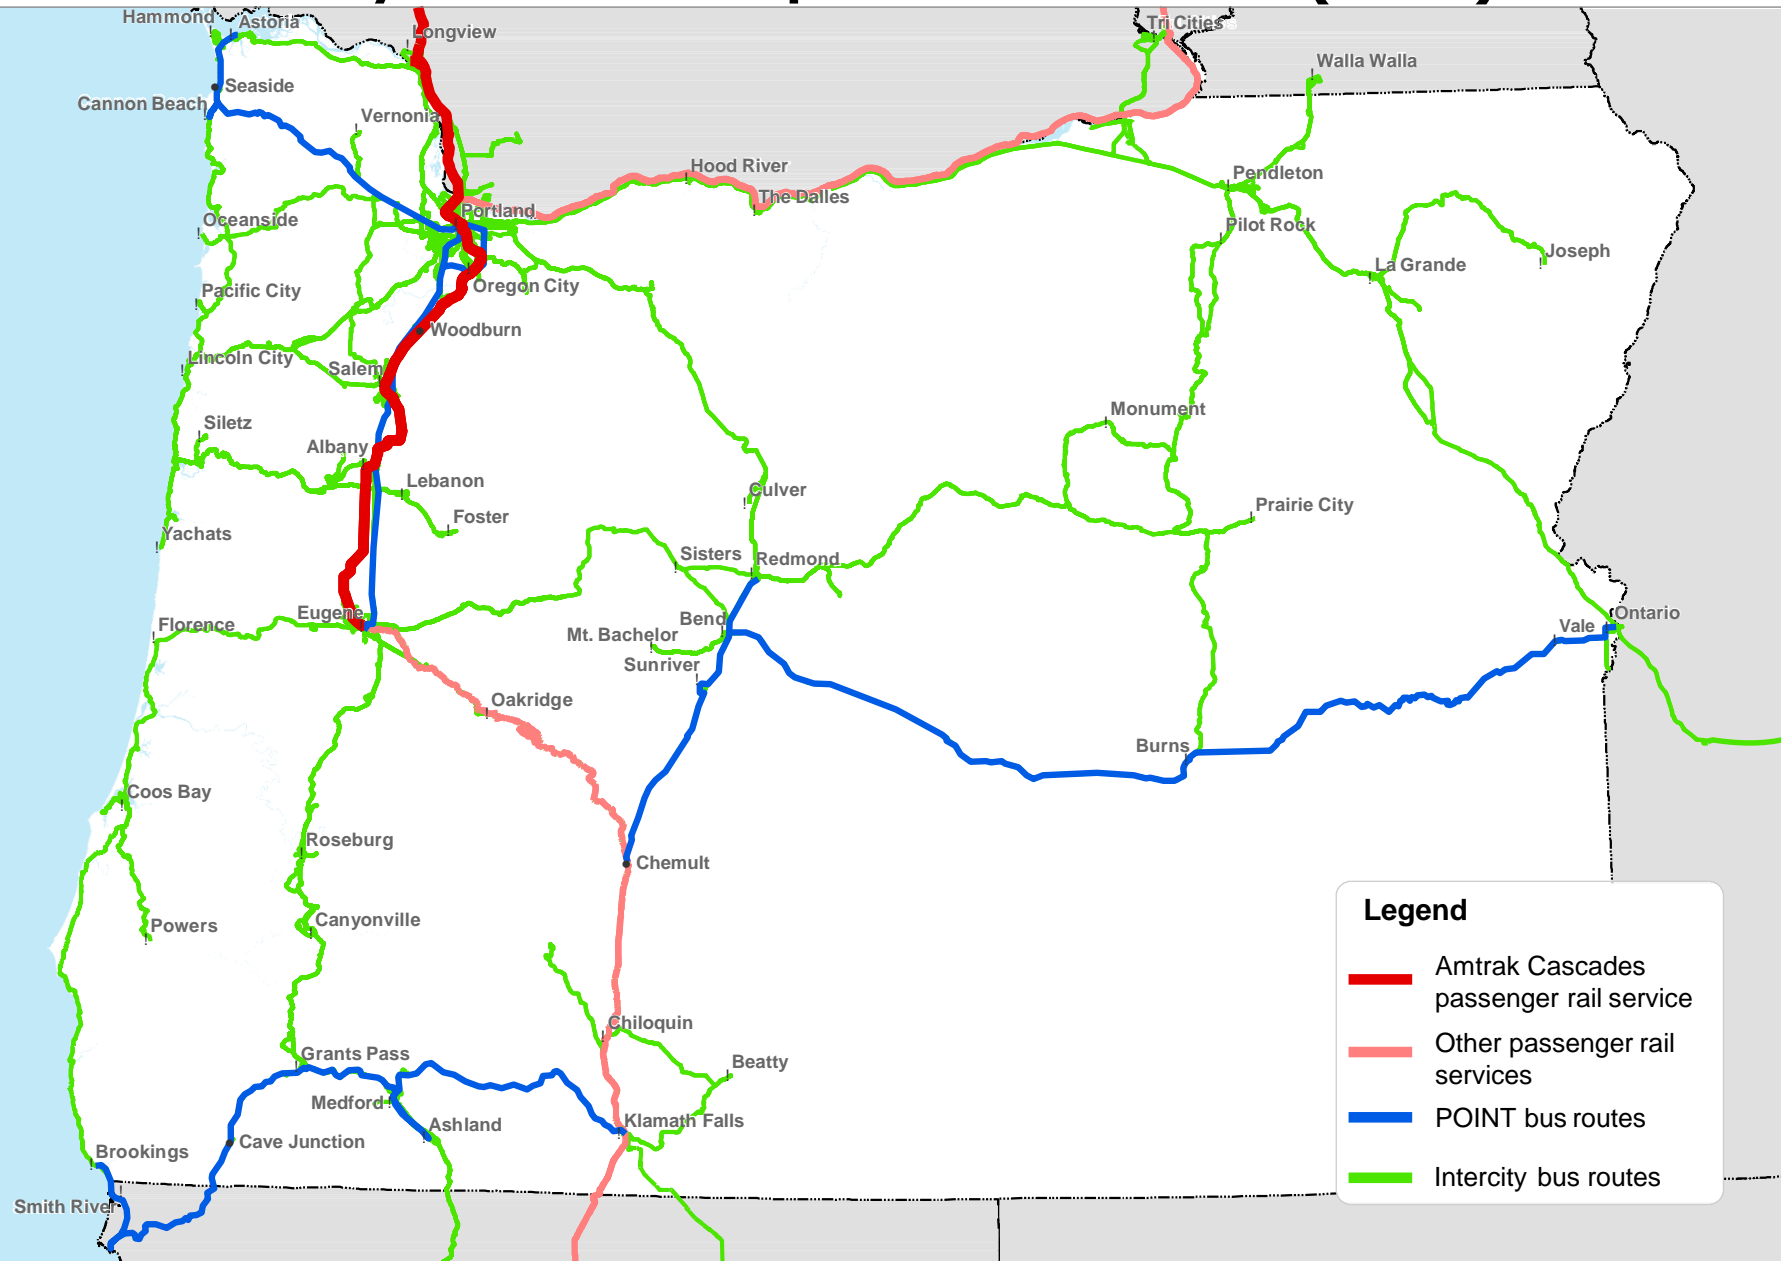 Hammond
Astoria
Longview
Tri Cities
Walla Walla
Seaside
Cannon Beach
Vernonia
Hood River
The Dalles
Pendleton
Portland
Oceanside
Pilot Rock
Joseph
La Grande
Pacific City
Oregon City
Woodburn
Lincoln City
Salem
Monument
Siletz
Albany
Lebanon
Culver
Foster
Prairie City
Yachats
Sisters
Redmond
Eugene
Florence
Bend
Mt. Bachelor
Sunriver
Vale
Ontario
Oakridge
Burns
Coos Bay
Roseburg
Chemult
Powers
Canyonville
Chiloquin
Beatty
Grants Pass
Medford
Ashland
Klamath Falls
Cave Junction
Brookings
Smith River
Legend
Amtrak Cascades
passenger rail service
Other passenger rail
services
POINT bus routes
Intercity bus routes